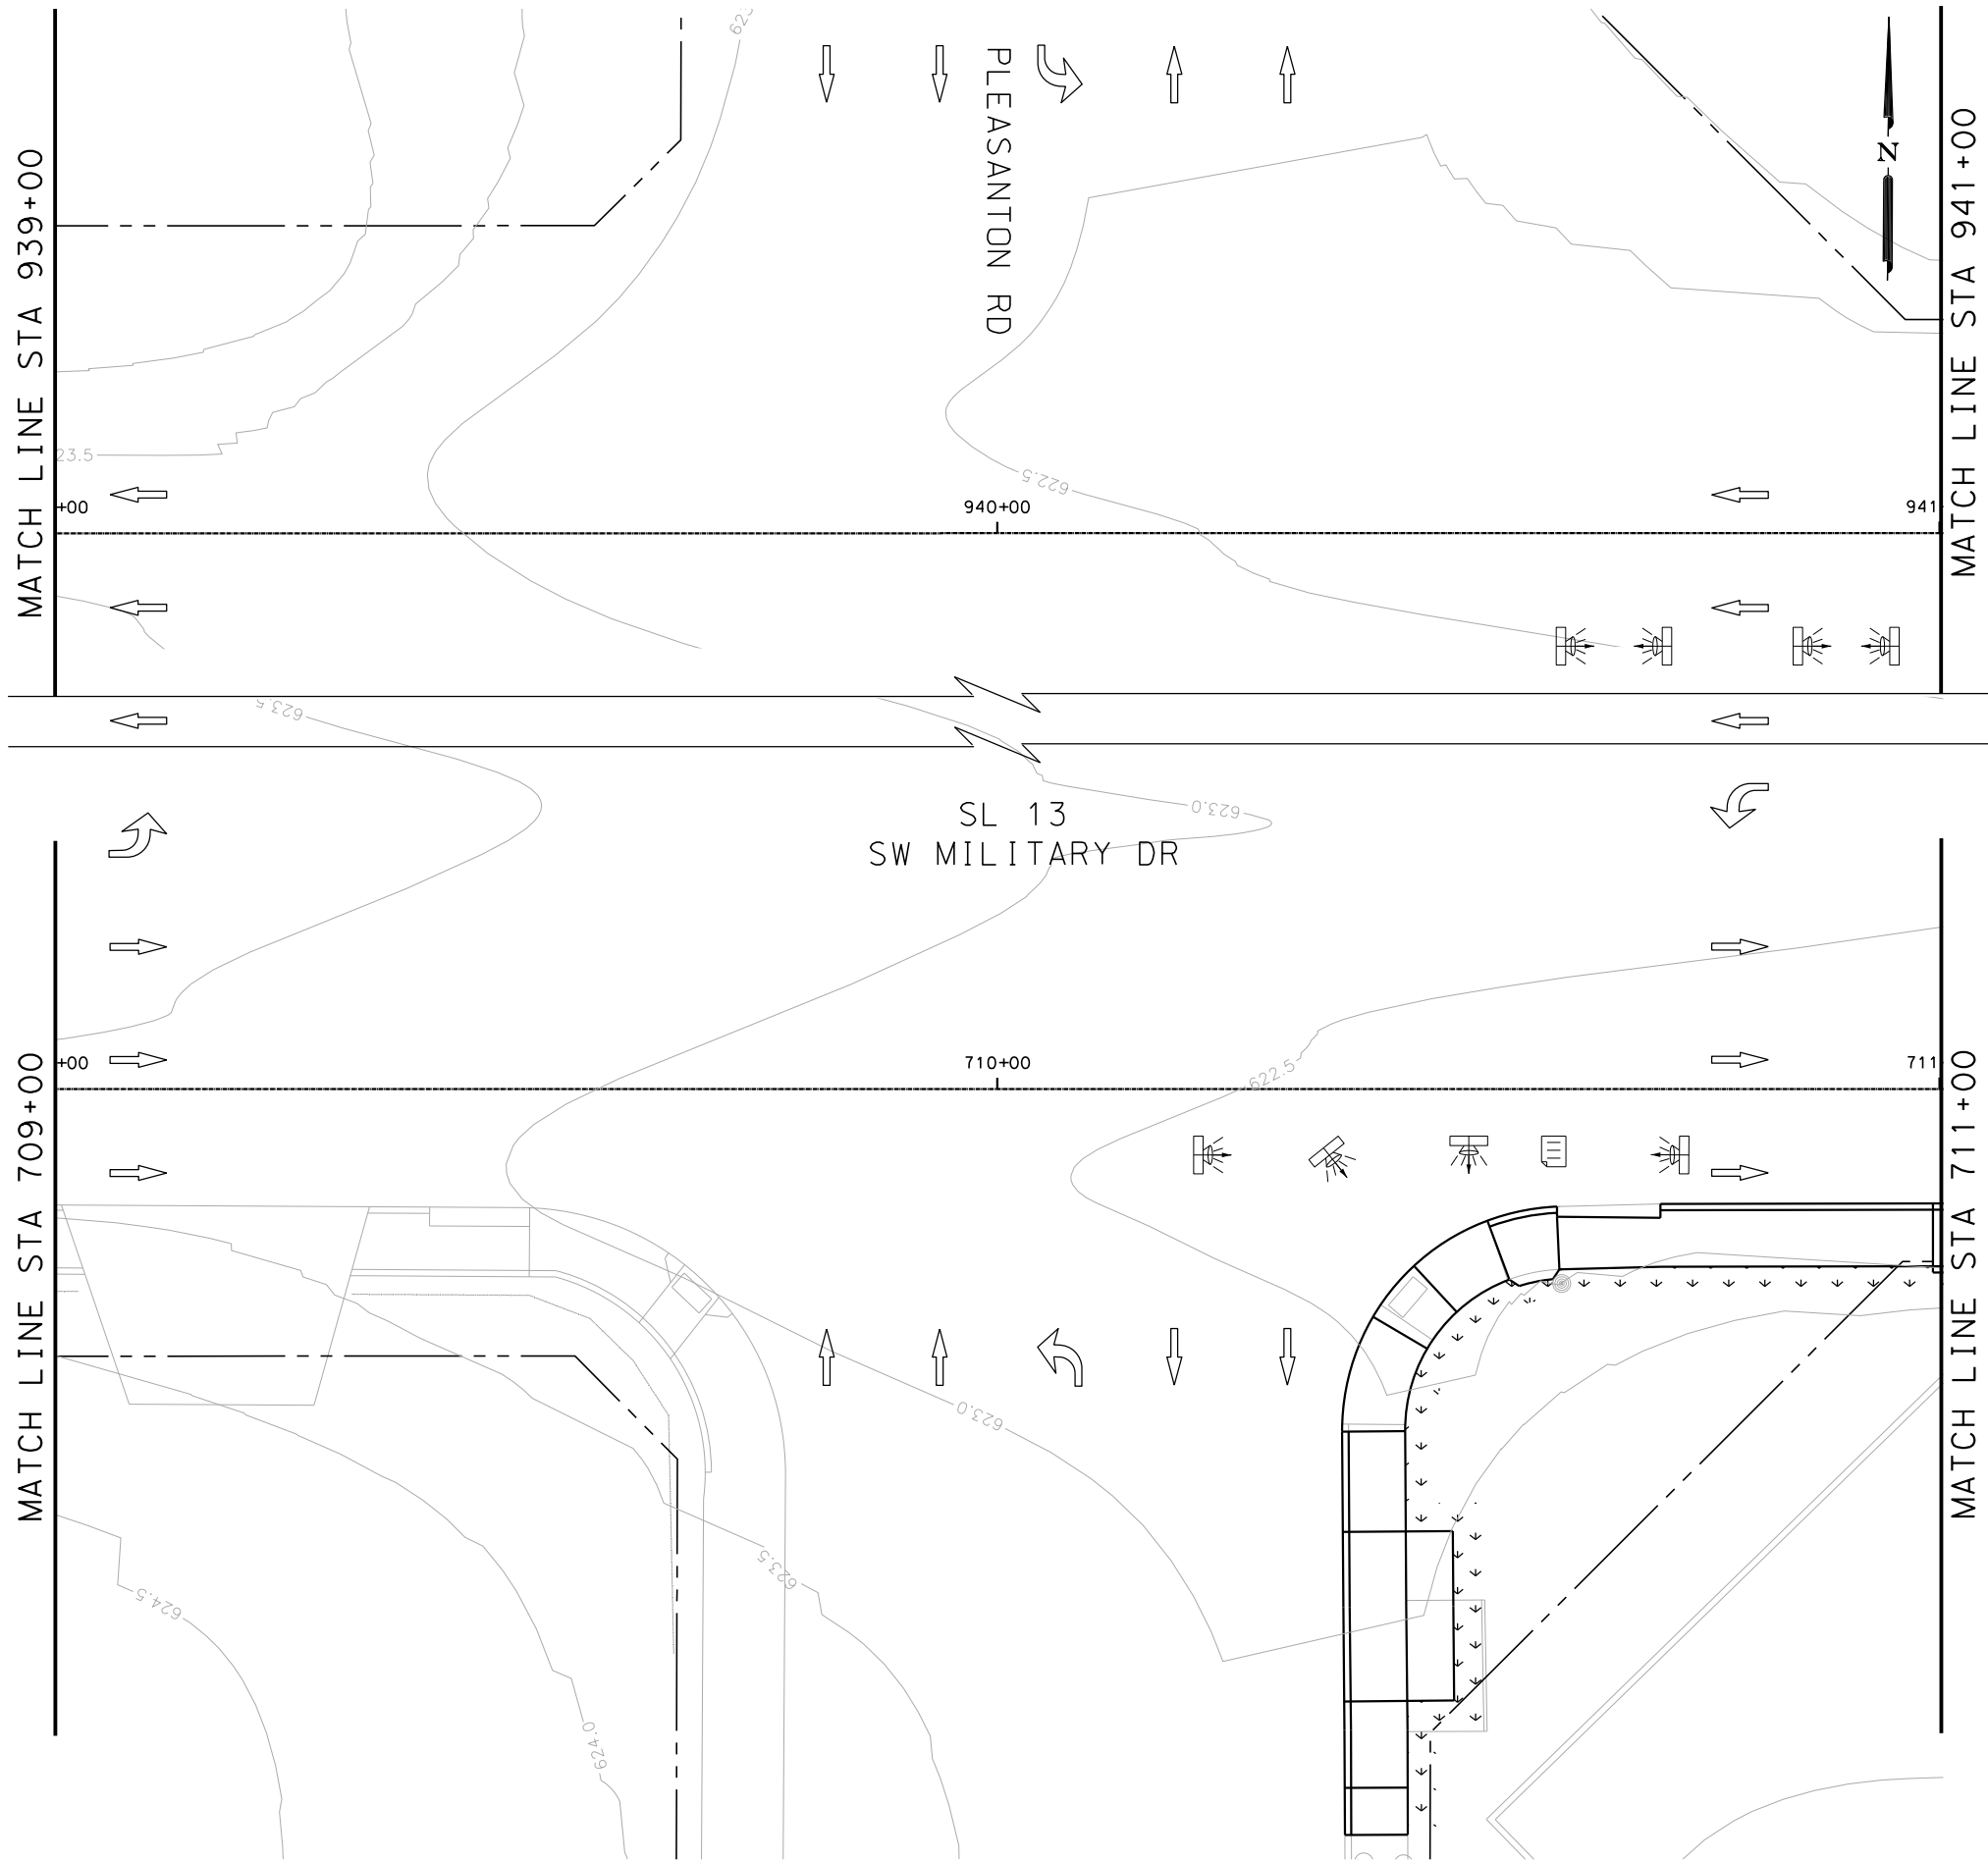 PLEASANTON RD
N
MATCH LINE STA 939+00
MATCH LINE STA 941+00
23.5
622.5
+00
940+00
941
623.5
623.0
SL 13
SW MILITARY DR
MATCH LINE STA 709+00
MATCH LINE STA 711+00
+00
710+00
711
622.5
623.0
623.5
624.5
624.0